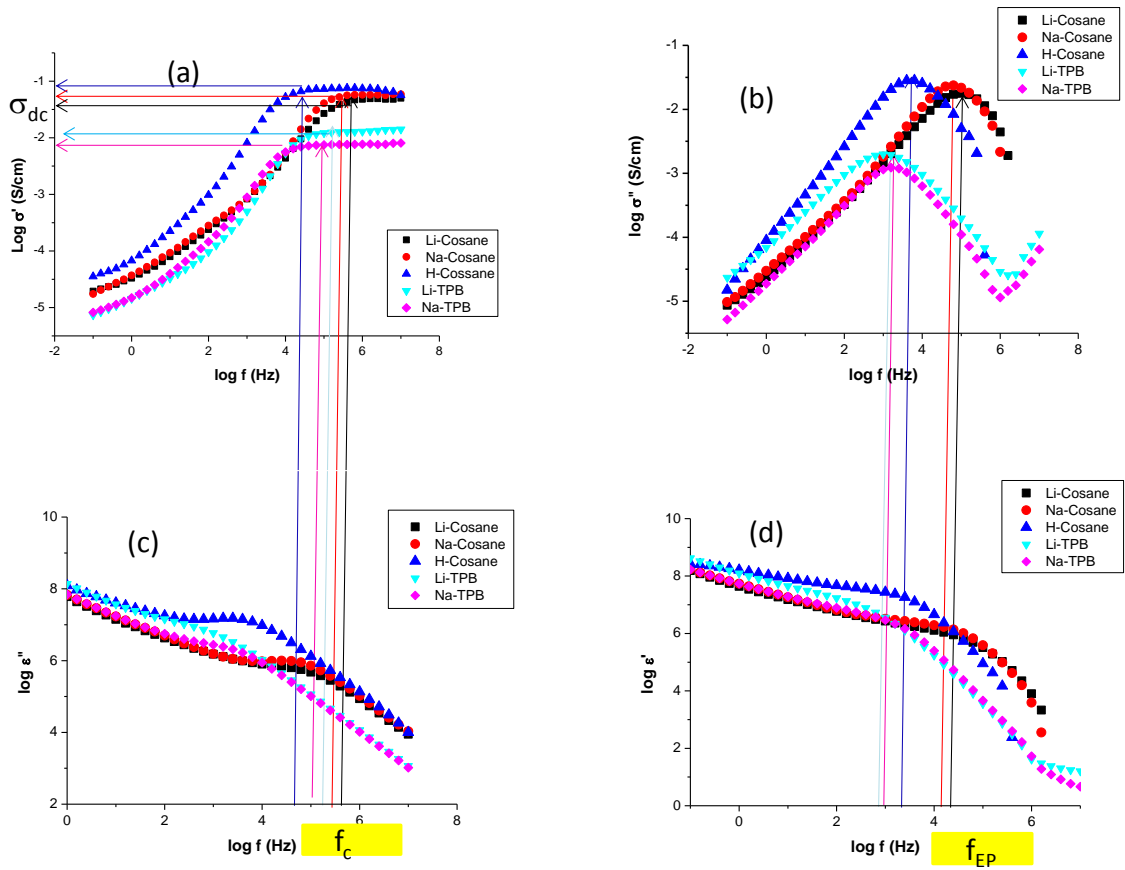 (a)
Log σ' (S/cm)
σdc
-1
-2
-3
-4
-5
-2 0 2 4 6 8
log f (Hz)
Li-Cosane
Na-Cosane
H-Cossane
Li-TPB
Na-TPB
(b)
log σ" (S/cm)
-1
-2
-3
-4
-5
-2 0 2 4 6 8
log f (Hz)
Li-Cosane
Na-Cosane
H-Cosane
Li-TPB
Na-TPB
(c)
log ε"
10
8
6
4
2
0 2 4 6 8
log f (Hz)
fc
Li-Cosane
Na-Cosane
H-Cosane
Li-TPB
Na-TPB
(d)
log ε'
10
8
6
4
2
0
0 2 4 6
log f (Hz)
fEP
Li-Cosane
Na-Cosane
H-Cosane
Li-TPB
Na-TPB